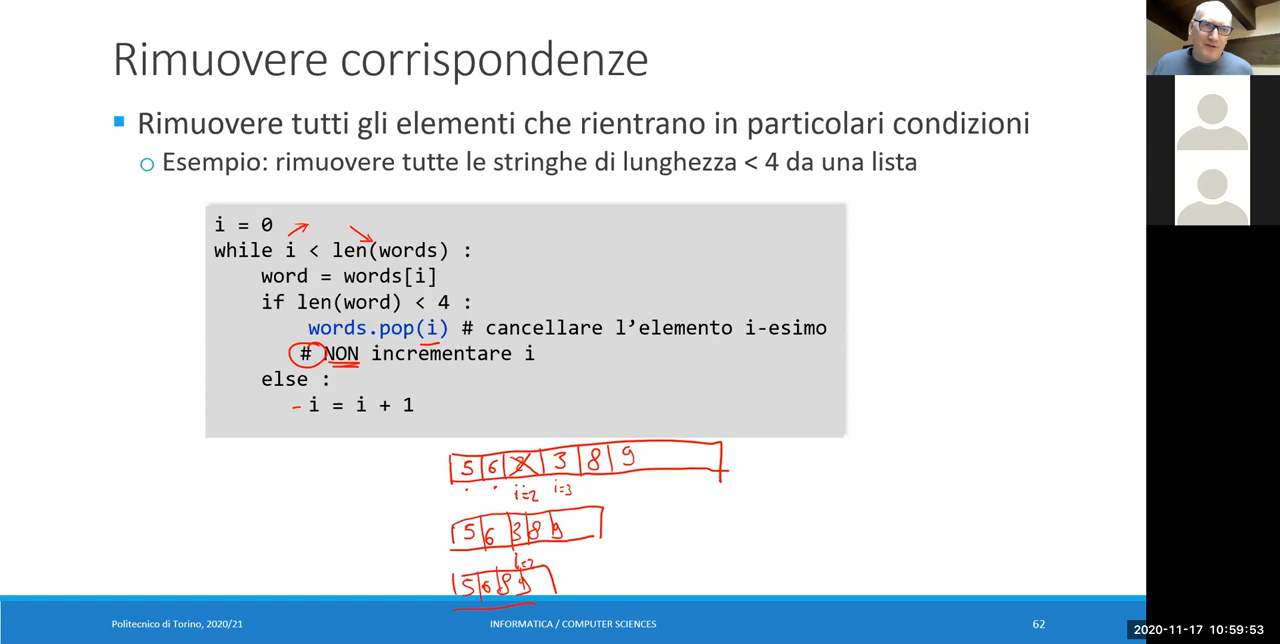 Rimuovere corrispondenze
Rimuovere tutti gli elementi che rientrano in particolari condizioni
Esempio: rimuovere tutte le stringhe di lunghezza < 4 da una lista
i = 0
while i < len(words) :
word = words[i]
if len(word) < 4 :
words.pop(i) # cancellare l’elemento i-esimo
# NON incrementare i
else :
i = i + 1
5 6 2 3 8 9
i=2 i=3
5 6 3 8 9
i=2
5 6 8 9
Politecnico di Torino, 2020/21 INFORMATICA / COMPUTER SCIENCES 62
2020-11-17 10:59:53